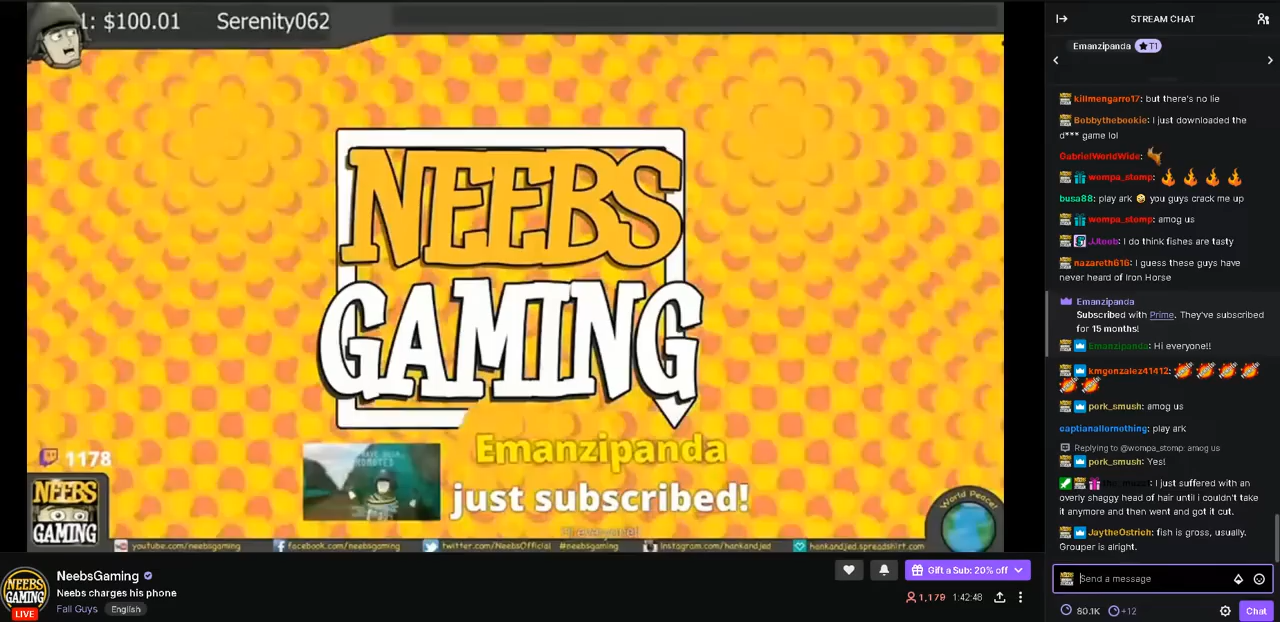 1: $100.01 Serenity062
NEEBS
GAMING
Emanzipanda
just subscribed!
1178
NEEBS
GAMING
World Peace!
youtube.com/neebsgaming
facebook.com/neebsgaming
twitter.com/NeebsOfficial #neebsgaming
instagram.com/hankandjed
hankandjed.spreadshirt.com
NEEBS
GAMING
LIVE
NeebsGaming
Neebs charges his phone
Fall Guys English
Gift a Sub: 20% off
1,179 1:42:48
STREAM CHAT
Emanzipanda T1
killmengarro17: but there's no lie
Bobbythebookie: I just downloaded the
d*** game lol
GabrielWorldWide:
wompa_stomp:
busa88: play ark 🤣 you guys crack me up
wompa_stomp: amog us
JJtoob: I do think fishes are tasty
nazareth616: I guess these guys have
never heard of Iron Horse
Emanzipanda
Subscribed with Prime. They've subscribed
for 15 months!
Emanzipanda: Hi everyone!!
kmgonzalez41412:
pork_smush: amog us
captianallornothing: play ark
Replying to @wompa_stomp: amog us
pork_smush: Yes!
: I just suffered with an
overly shaggy head of hair until i couldn't take
it anymore and then went and got it cut.
JaytheOstrich: fish is gross, usually.
Grouper is alright.
Send a message
80.1K +12
Chat